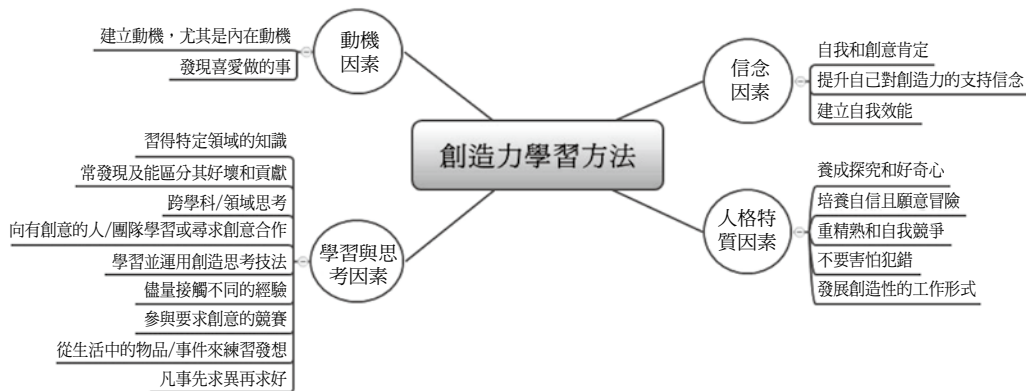 建立動機，尤其是內在動機
發現喜愛做的事
動機
因素
習得特定領域的知識
常發現及能區分其好壞和貢獻
跨學科/領域思考
向有創意的人/團隊學習或尋求創意合作
學習並運用創造思考技法
儘量接觸不同的經驗
參與要求創意的競賽
從生活中的物品/事件來練習發想
凡事先求異再求好
學習與思
考因素
創造力學習方法
信念
因素
自我和創意肯定
提升自己對創造力的支持信念
建立自我效能
人格特
質因素
養成探究和好奇心
培養自信且願意冒險
重精熟和自我競爭
不要害怕犯錯
發展創造性的工作形式